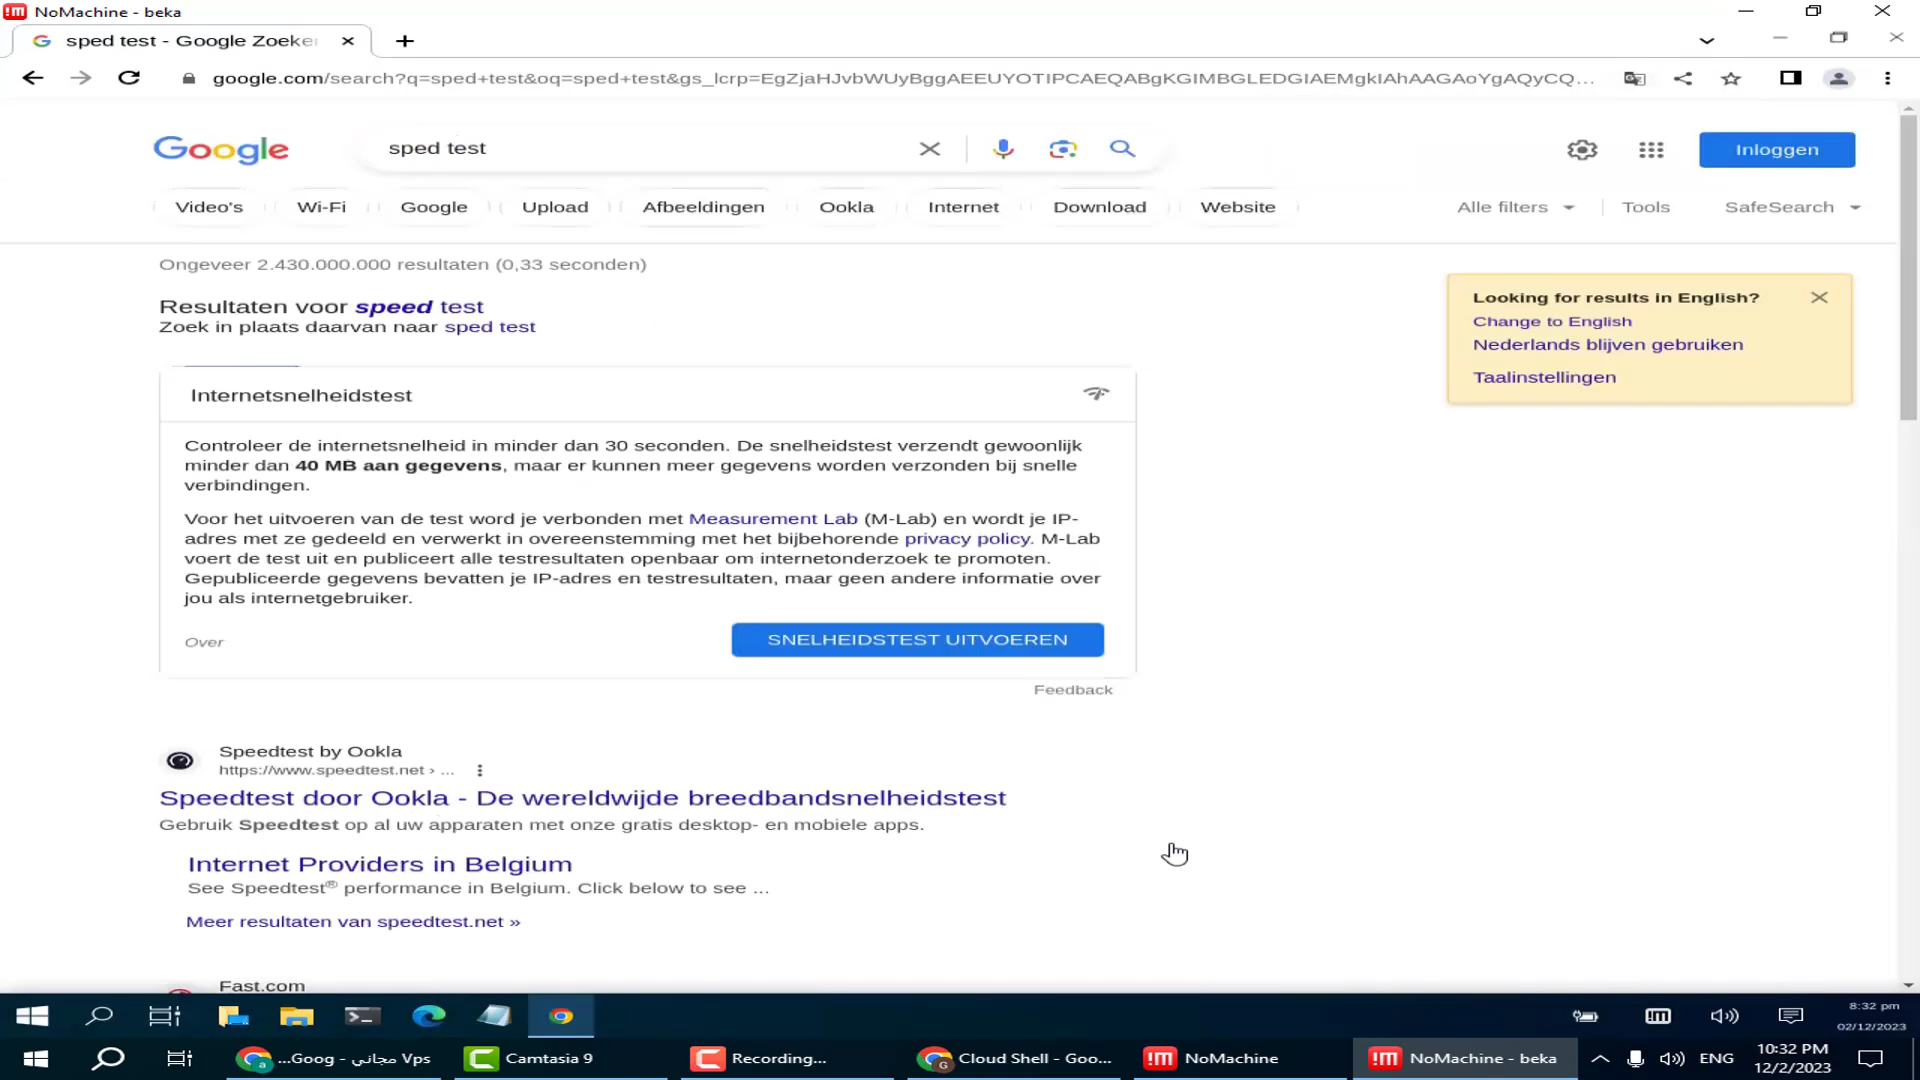 NoMachine - beka
sped test - Google Zoeken
google.com/search?q=sped+test&oq=sped+test&gs_lcrp=EgZjaHJvbWUyBggAEEUYOTIPCAEQABgKGIMBGLEDGIAEMgkIAhAAGAoYgAQyCQ...
Google
sped test
Inloggen
Video's
Wi-Fi
Google
Upload
Afbeeldingen
Ookla
Internet
Download
Website
Alle filters
Tools
SafeSearch
Ongeveer 2.430.000.000 resultaten (0,33 seconden)
Looking for results in English?
Change to English
Nederlands blijven gebruiken
Taalinstellingen
Resultaten voor speed test
Zoek in plaats daarvan naar sped test
Internetsnelheidstest
Controleer de internetsnelheid in minder dan 30 seconden. De snelheidstest verzendt gewoonlijk
minder dan 40 MB aan gegevens, maar er kunnen meer gegevens worden verzonden bij snelle
verbindingen.
Voor het uitvoeren van de test word je verbonden met Measurement Lab (M-Lab) en wordt je IP-
adres met ze gedeeld en verwerkt in overeenstemming met het bijbehorende privacy policy. M-Lab
voert de test uit en publiceert alle testresultaten openbaar om internetonderzoek te promoten.
Gepubliceerde gegevens bevatten je IP-adres en testresultaten, maar geen andere informatie over
jou als internetgebruiker.
Over
SNELHEIDSTEST UITVOEREN
Feedback
Speedtest by Ookla
https://www.speedtest.net › ...
Speedtest door Ookla - De wereldwijde breedbandsnelheidstest
Gebruik Speedtest op al uw apparaten met onze gratis desktop- en mobiele apps.
Internet Providers in Belgium
See Speedtest® performance in Belgium. Click below to see ...
Meer resultaten van speedtest.net »
Fast.com
8:32 pm
02/12/2023
...Goog - مجاني Vps
Camtasia 9
Recording...
Cloud Shell - Goo...
NoMachine
NoMachine - beka
ENG
10:32 PM
12/2/2023